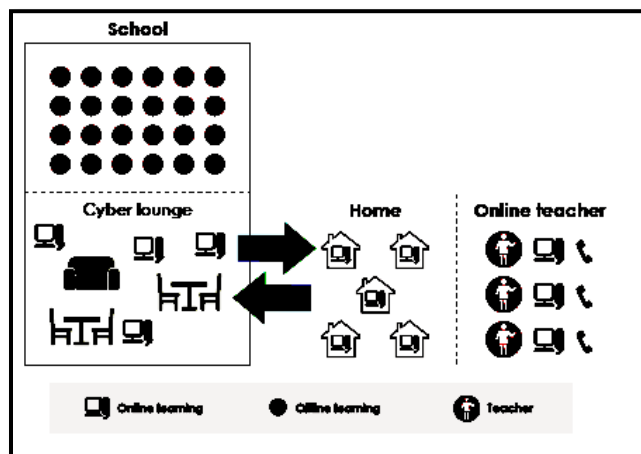 School
Cyber lounge
Home
Online teacher
Online learning
Offline learning
Teacher